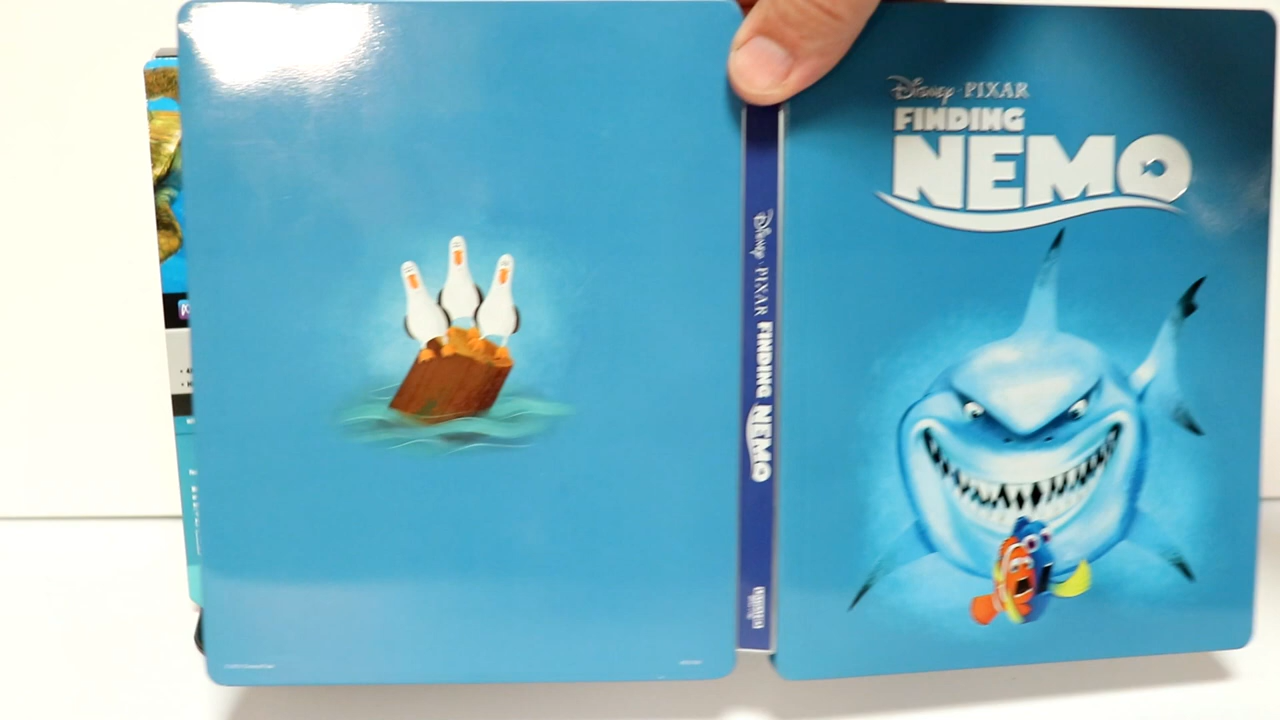 Disney · PIXAR
FINDING
NEMO
Disney · PIXAR FINDING NEMO